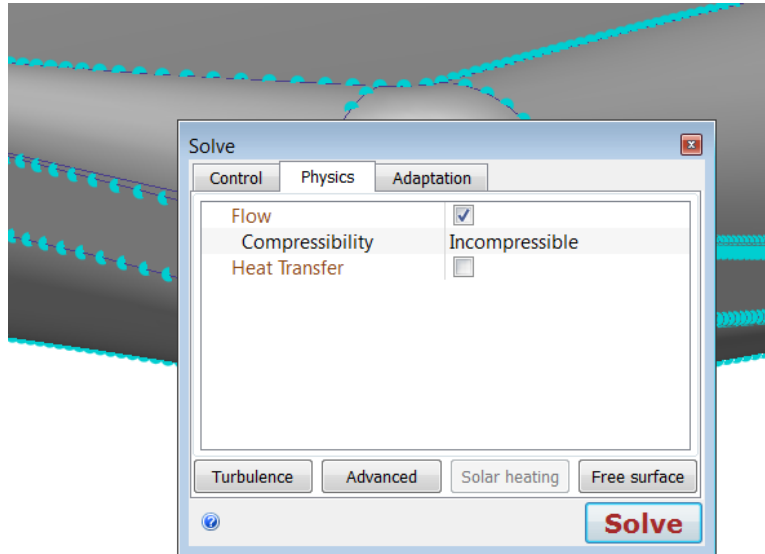 Solve
Control Physics Adaptation
Flow
Compressibility Incompressible
Heat Transfer
Turbulence Advanced Solar heating Free surface
Solve